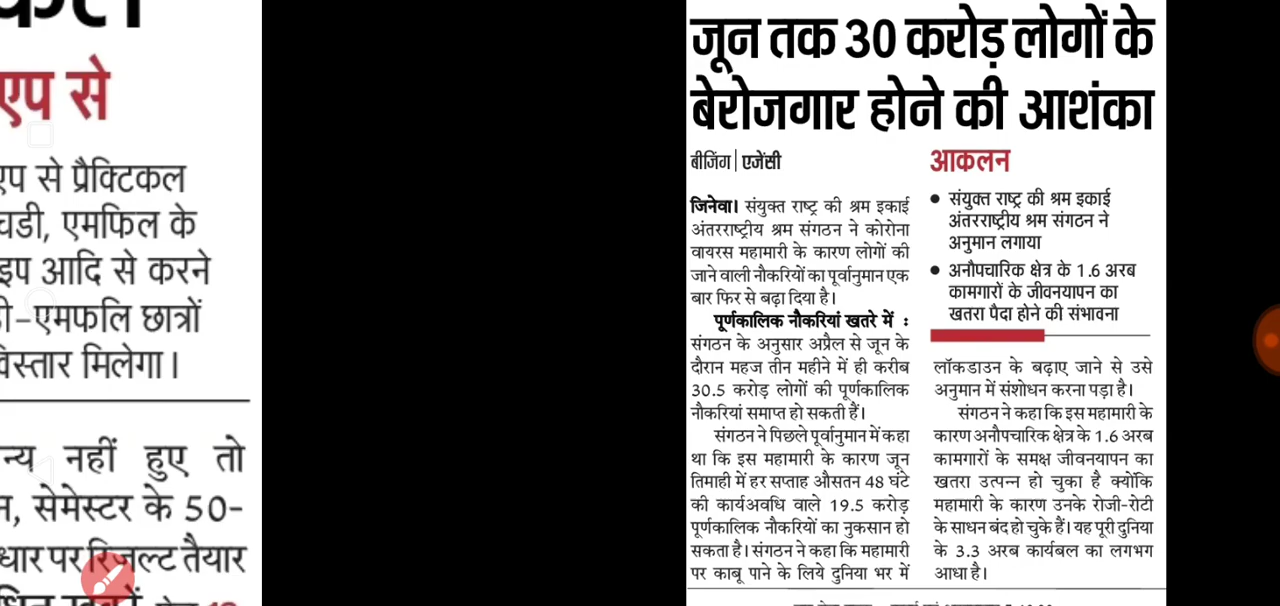 एप से
एप से प्रैक्टिकल
चडी, एमफिल के
इप आदि से करने
डी-एमफलि छात्रों
विस्तार मिलेगा।
न्य नहीं हुए तो
न, सेमेस्टर के 50-
धार पर रिजल्ट तैयार
जून तक 30 करोड़ लोगों के
बेरोजगार होने की आशंका
बीजिंग | एजेंसी
जिनेवा। संयुक्त राष्ट्र की श्रम इकाई
अंतरराष्ट्रीय श्रम संगठन ने कोरोना
वायरस महामारी के कारण लोगों की
जाने वाली नौकरियों का पूर्वानुमान एक
बार फिर से बढ़ा दिया है।
पूर्णकालिक नौकरियां खतरे में :
संगठन के अनुसार अप्रैल से जून के
दौरान महज तीन महीने में ही करीब
30.5 करोड़ लोगों की पूर्णकालिक
नौकरियां समाप्त हो सकती हैं।
संगठन ने पिछले पूर्वानुमान में कहा
था कि इस महामारी के कारण जून
तिमाही में हर सप्ताह औसतन 48 घंटे
की कार्यअवधि वाले 19.5 करोड़
पूर्णकालिक नौकरियों का नुकसान हो
सकता है। संगठन ने कहा कि महामारी
पर काबू पाने के लिये दुनिया भर में
आकलन
• संयुक्त राष्ट्र की श्रम इकाई
अंतरराष्ट्रीय श्रम संगठन ने
अनुमान लगाया
• अनौपचारिक क्षेत्र के 1.6 अरब
कामगारों के जीवनयापन का
खतरा पैदा होने की संभावना
लॉकडाउन के बढ़ाए जाने से उसे
अनुमान में संशोधन करना पड़ा है।
संगठन ने कहा कि इस महामारी के
कारण अनौपचारिक क्षेत्र के 1.6 अरब
कामगारों के समक्ष जीवनयापन का
खतरा उत्पन्न हो चुका है क्योंकि
महामारी के कारण उनके रोजी-रोटी
के साधन बंद हो चुके हैं। यह पूरी दुनिया
के 3.3 अरब कार्यबल का लगभग
आधा है।